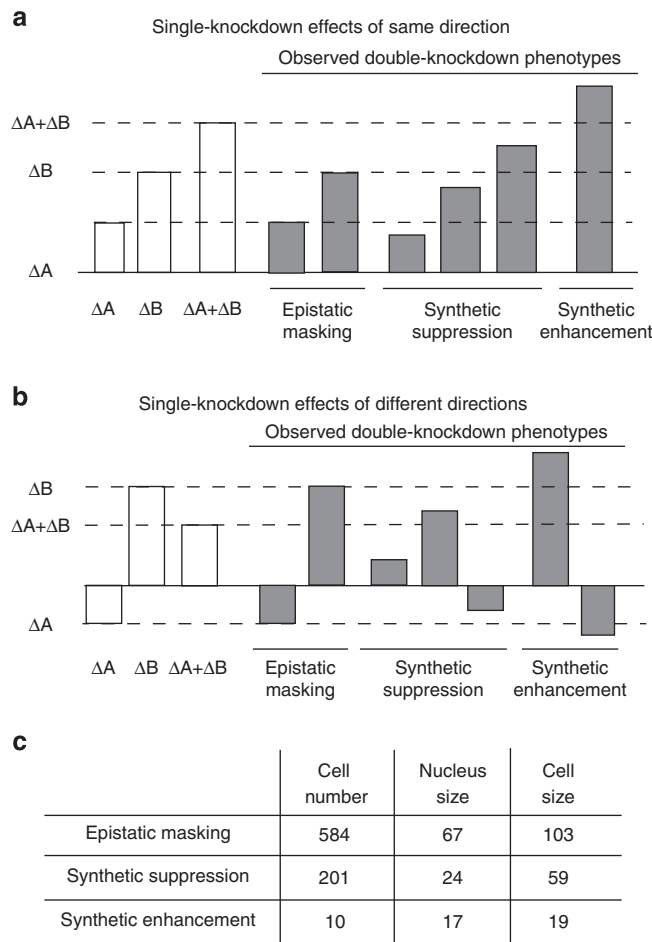 a
Single-knockdown effects of same direction
Observed double-knockdown phenotypes
ΔA+ΔB
ΔB
ΔA
ΔA ΔB ΔA+ΔB
Epistatic masking
Synthetic suppression
Synthetic enhancement
b
Single-knockdown effects of different directions
Observed double-knockdown phenotypes
ΔB
ΔA+ΔB
ΔA
ΔA ΔB ΔA+ΔB
Epistatic masking
Synthetic suppression
Synthetic enhancement
c
Cell number Nucleus size Cell size
Epistatic masking 584 67 103
Synthetic suppression 201 24 59
Synthetic enhancement 10 17 19